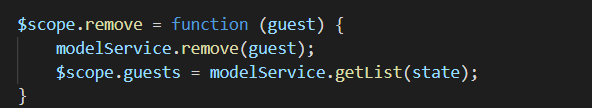 $scope.remove = function (guest) {
    modelService.remove(guest);
    $scope.guests = modelService.getList(state);
}